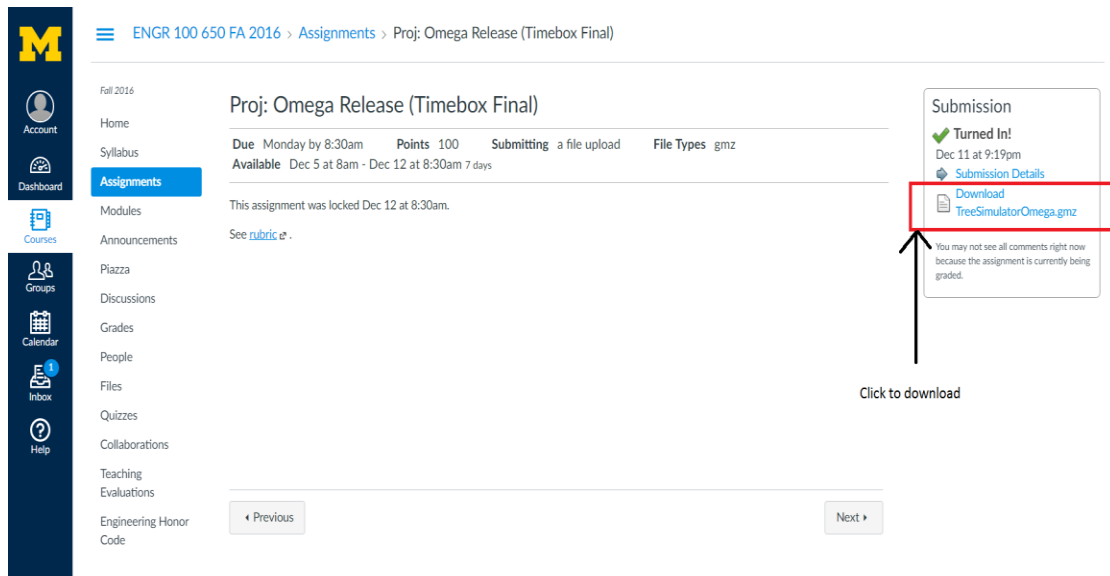 M
ENGR 100 650 FA 2016 › Assignments › Proj: Omega Release (Timebox Final)
Account
Dashboard
Courses
Groups
Calendar
1
Inbox
Help
Fall 2016
Home
Syllabus
Assignments
Modules
Announcements
Piazza
Discussions
Grades
People
Files
Quizzes
Collaborations
Teaching
Evaluations
Engineering Honor
Code
Proj: Omega Release (Timebox Final)
Due Monday by 8:30am Points 100 Submitting a file upload File Types gmz
Available Dec 5 at 8am - Dec 12 at 8:30am 7 days
This assignment was locked Dec 12 at 8:30am.
See rubric .
Previous
Next
Submission
Turned In!
Dec 11 at 9:19pm
Submission Details
Download
TreeSimulatorOmega.gmz
You may not see all comments right now
because the assignment is currently being
graded.
Click to download